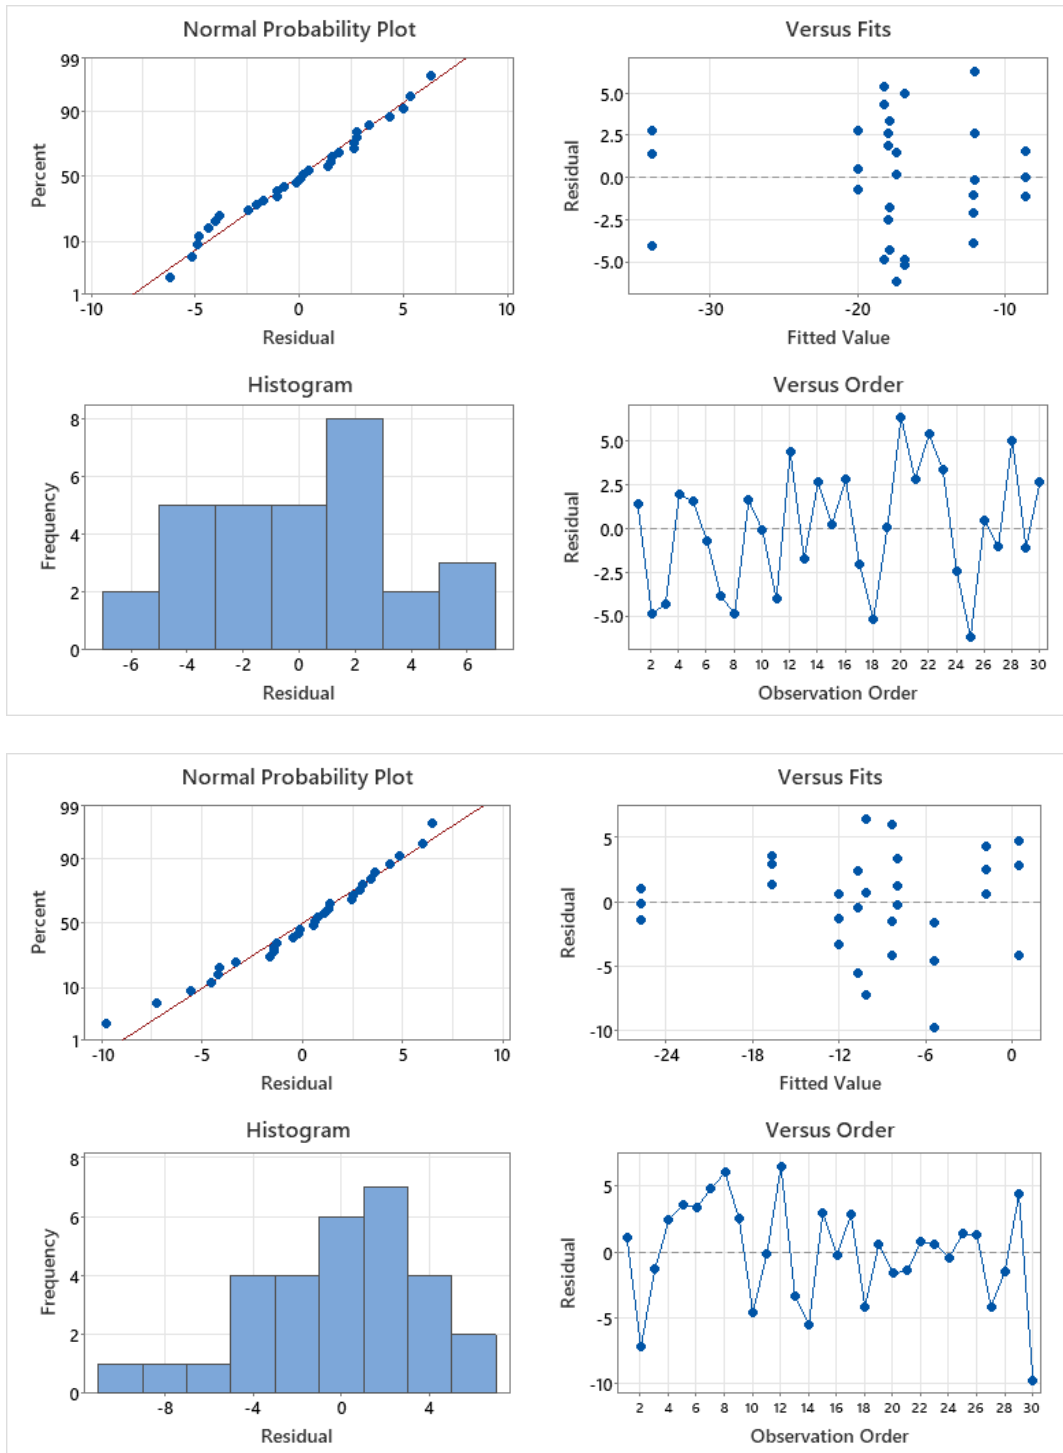 Normal Probability Plot
99
90
50
10
1
Percent
-10 -5 0 5 10
Residual
Versus Fits
5.0
2.5
0.0
-2.5
-5.0
Residual
-30 -20 -10
Fitted Value
Histogram
8
6
4
2
0
Frequency
-6 -4 -2 0 2 4 6
Residual
Versus Order
5.0
2.5
0.0
-2.5
-5.0
Residual
2 4 6 8 10 12 14 16 18 20 22 24 26 28 30
Observation Order
Normal Probability Plot
99
90
50
10
1
Percent
-10 -5 0 5 10
Residual
Versus Fits
5
0
-5
-10
Residual
-24 -18 -12 -6 0
Fitted Value
Histogram
8
6
4
2
0
Frequency
-8 -4 0 4
Residual
Versus Order
5
0
-5
-10
Residual
2 4 6 8 10 12 14 16 18 20 22 24 26 28 30
Observation Order